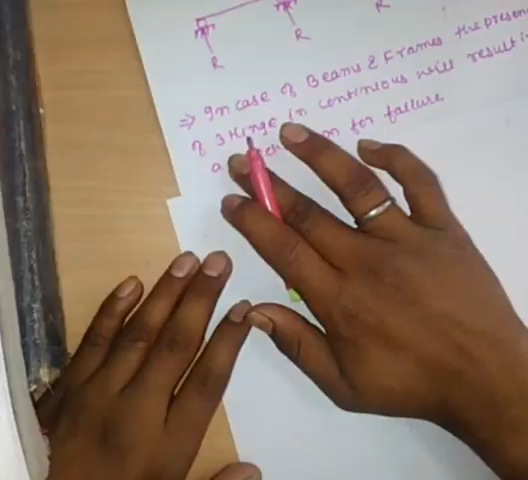 R
R
R
⇒ In case of Beams & Frames the presen
of 3 Hinge in continuous will result i
a for failure